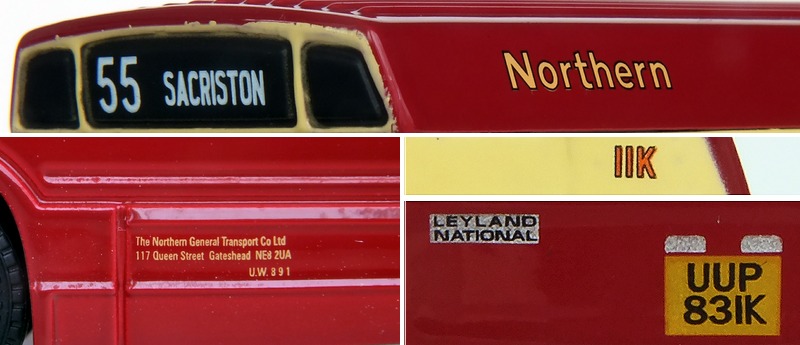 55 SACRISTON
Northern
The Northern General Transport Co Ltd
117 Queen Street Gateshead NE8 2UA
U.W. 891
IIK
LEYLAND
NATIONAL
UUP
831K